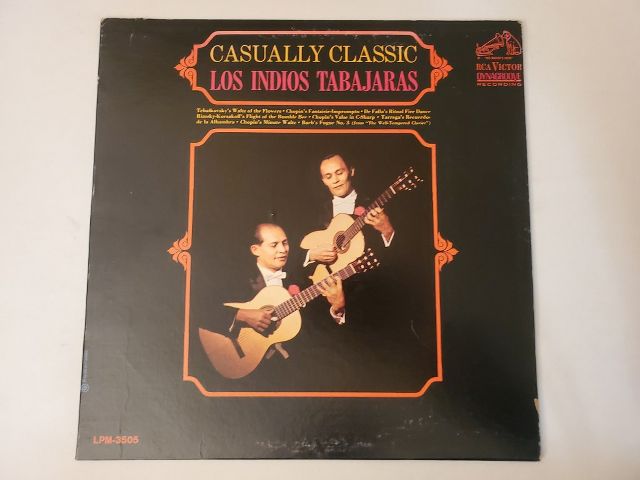 CASUALLY CLASSIC
LOS INDIOS TABAJARAS
RCA VICTOR
DYNAGROOVE
RECORDING
Tchaikovsky's Waltz of the Flowers • Chopin's Fantaisie-Impromptu • De Falla's Ritual Fire Dance
Rimsky-Korsakoff's Flight of the Bumble Bee • Chopin's Valse in C-Sharp • Tarrega's Recuerdos
de la Alhambra • Chopin's Minute Waltz • Bach's Fugue No. 3 (from "The Well-Tempered Clavier")
LPM-3505